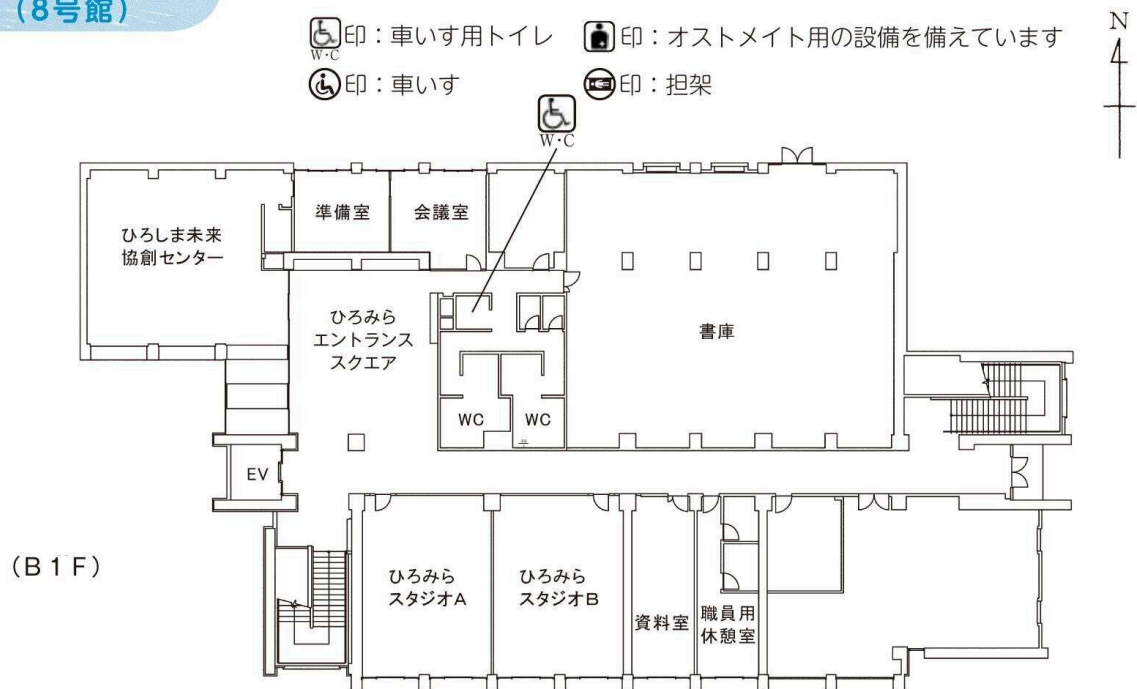 (8号館)
W･C
印：車いす用トイレ
印：オストメイト用の設備を備えています
N
印：車いす
印：担架
W･C
ひろしま未来
協創センター
準備室
会議室
ひろみら
エントランス
スクエア
書庫
WC
WC
EV
(B1F)
ひろみら
スタジオA
ひろみら
スタジオB
資料室
職員用
休憩室